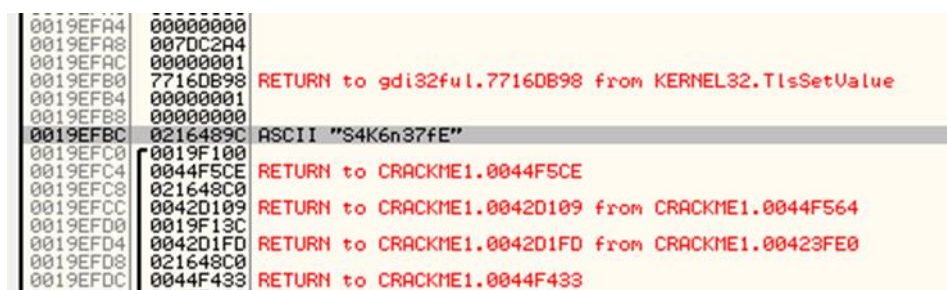 0019EFA4 00000000
0019EFA8 007DC2A4
0019EFAC 00000001
0019EFB0 7716DB98 RETURN to gdi32ful.7716DB98 from KERNEL32.TlsSetValue
0019EFB4 00000001
0019EFB8 00000000
0019EFBC 0216489C ASCII "S4K6n37fE"
0019EFC0 0019F100
0019EFC4 0044F5CE RETURN to CRACKME1.0044F5CE
0019EFC8 021648C0
0019EFCC 0042D109 RETURN to CRACKME1.0042D109 from CRACKME1.0044F564
0019EFD0 0019F13C
0019EFD4 0042D1FD RETURN to CRACKME1.0042D1FD from CRACKME1.00423FE0
0019EFD8 021648C0
0019EFDC 0044F433 RETURN to CRACKME1.0044F433